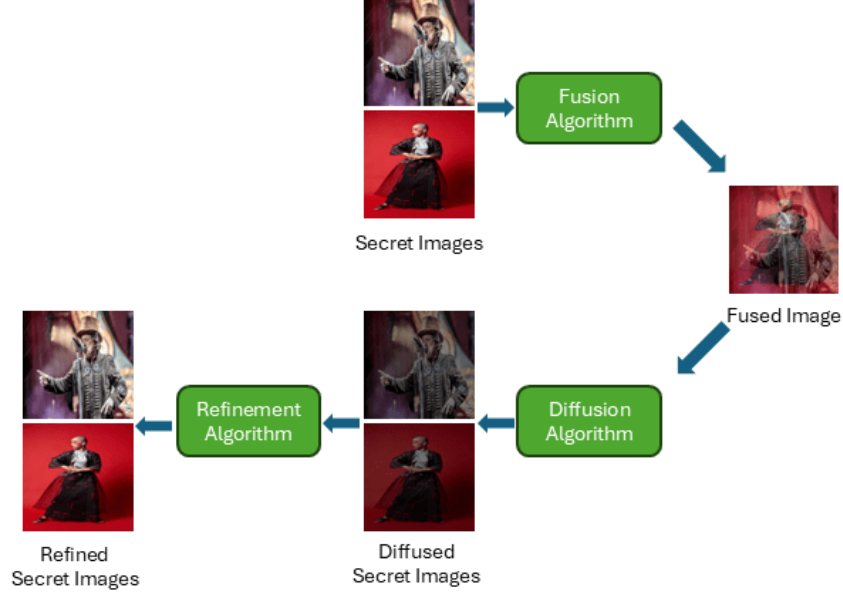 Fusion
Algorithm
Secret Images
Fused Image
Diffusion
Algorithm
Diffused
Secret Images
Refinement
Algorithm
Refined
Secret Images